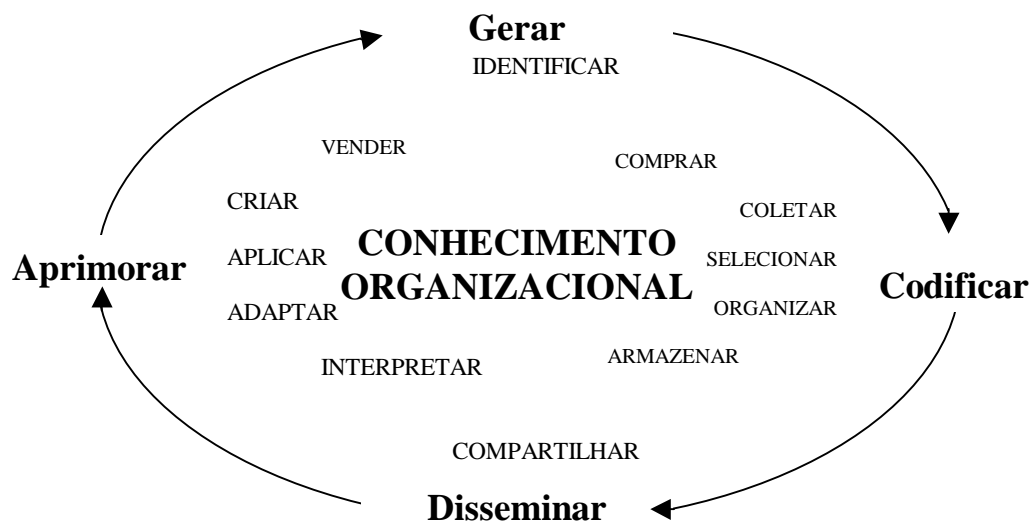 Gerar
IDENTIFICAR
VENDER
COMPRAR
CRIAR
COLETAR
CONHECIMENTO
ORGANIZACIONAL
Aprimorar
APLICAR
SELECIONAR
Codificar
ADAPTAR
ORGANIZAR
INTERPRETAR
ARMAZENAR
COMPARTILHAR
Disseminar